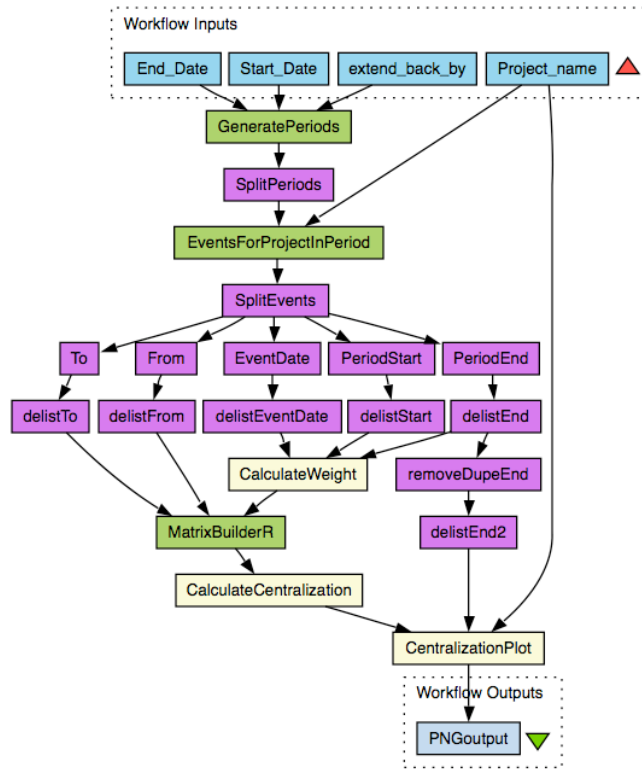 Workflow Inputs
End_Date
Start_Date
extend_back_by
Project_name
GeneratePeriods
SplitPeriods
EventsForProjectInPeriod
SplitEvents
To
From
EventDate
PeriodStart
PeriodEnd
delistTo
delistFrom
delistEventDate
delistStart
delistEnd
CalculateWeight
removeDupeEnd
MatrixBuilderR
delistEnd2
CalculateCentralization
CentralizationPlot
Workflow Outputs
PNGoutput